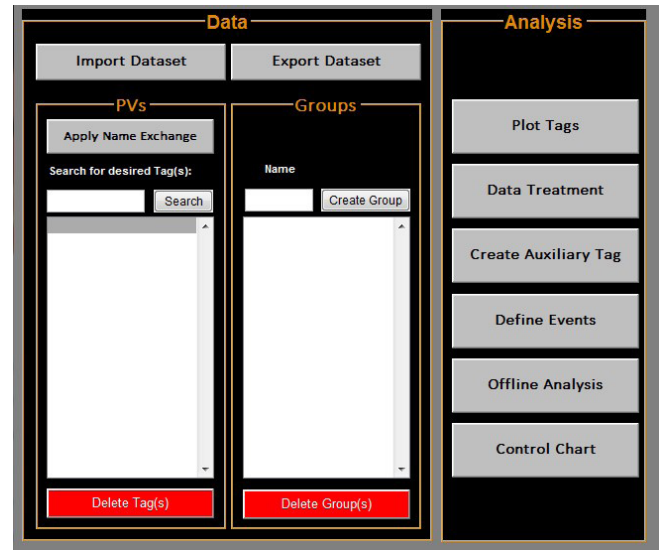 Data
Import Dataset
Export Dataset
PVs
Apply Name Exchange
Search for desired Tag(s):
Search
Delete Tag(s)
Groups
Name
Create Group
Delete Group(s)
Analysis
Plot Tags
Data Treatment
Create Auxiliary Tag
Define Events
Offline Analysis
Control Chart